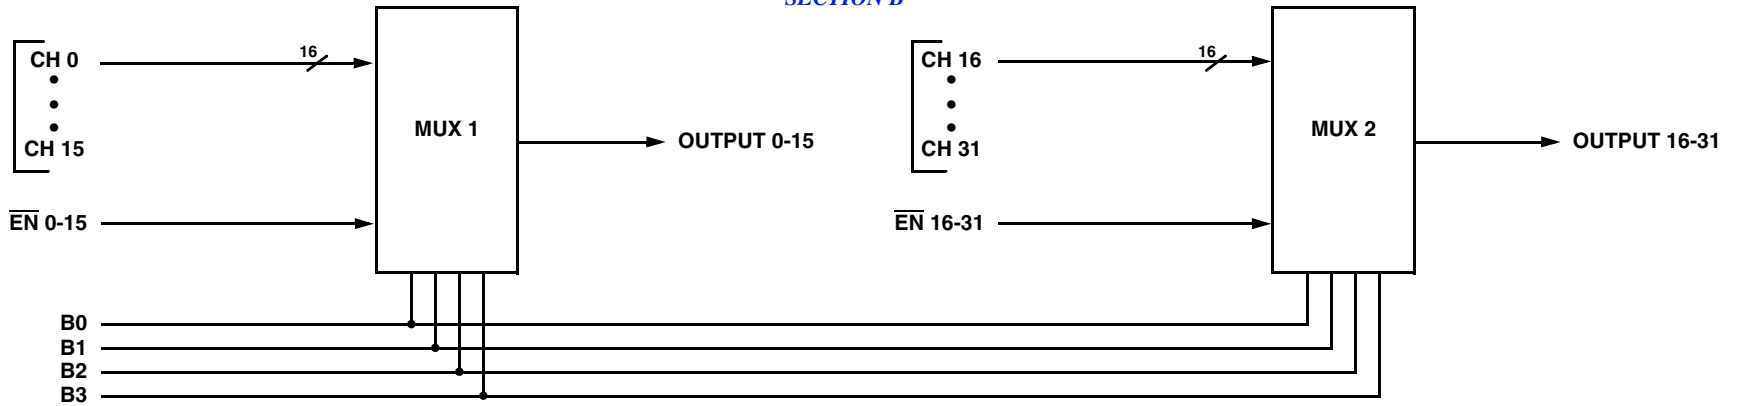 SECTION B
CH 0
16
CH 15
MUX 1
OUTPUT 0-15
EN 0-15
CH 16
16
CH 31
MUX 2
OUTPUT 16-31
EN 16-31
B0
B1
B2
B3